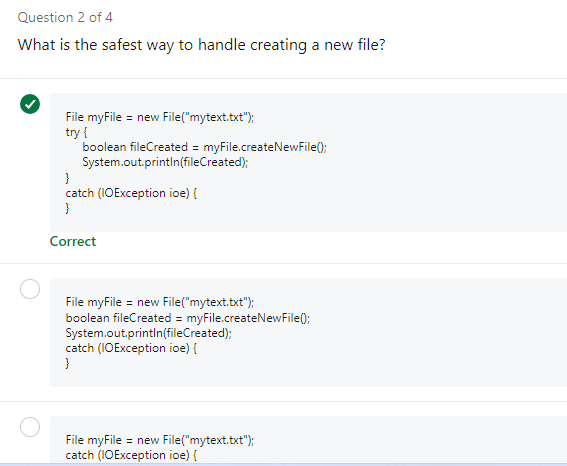 Question 2 of 4
What is the safest way to handle creating a new file?
File myFile = new File("mytext.txt");
try {
boolean fileCreated = myFile.createNewFile();
System.out.println(fileCreated);
}
catch (IOException ioe) {
}
Correct
File myFile = new File("mytext.txt");
boolean fileCreated = myFile.createNewFile();
System.out.println(fileCreated);
catch (IOException ioe) {
}
File myFile = new File("mytext.txt");
catch (IOException ioe) {